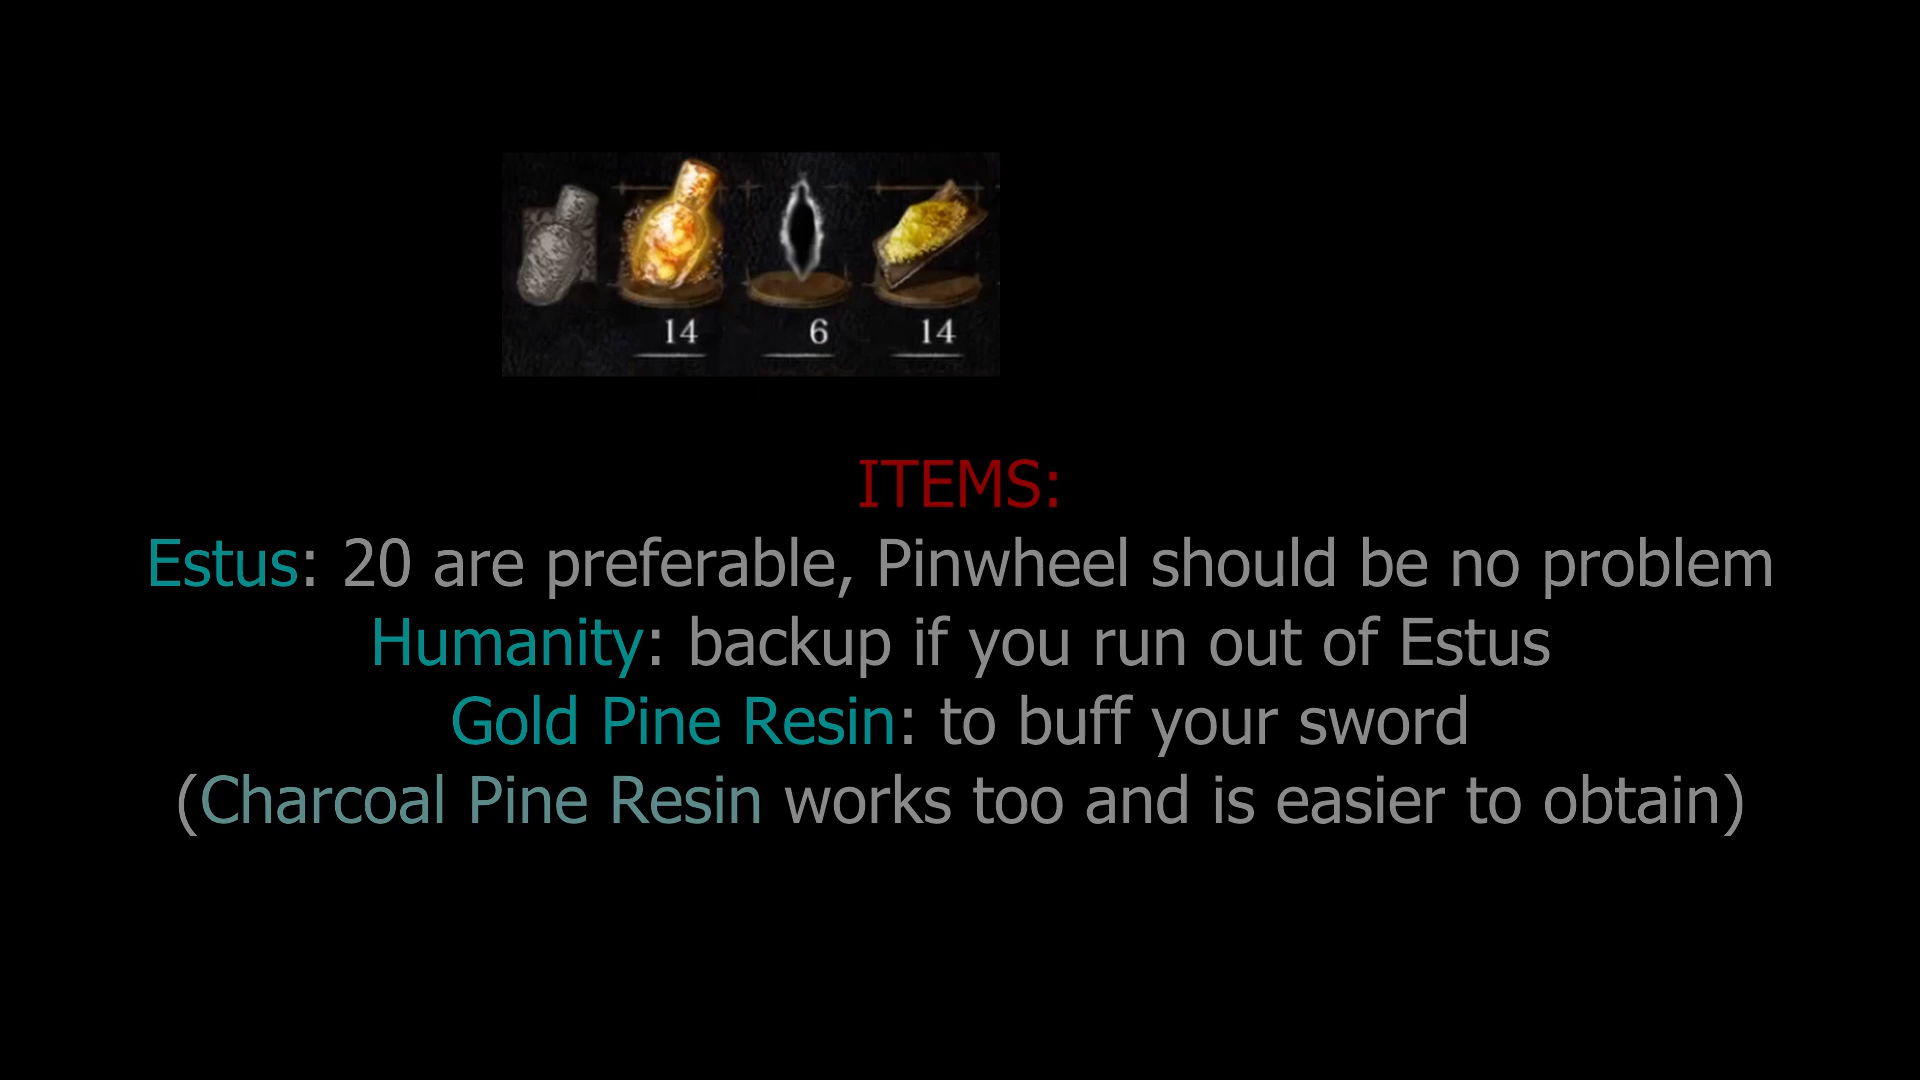 14 6 14
ITEMS:
Estus: 20 are preferable, Pinwheel should be no problem
Humanity: backup if you run out of Estus
Gold Pine Resin: to buff your sword
(Charcoal Pine Resin works too and is easier to obtain)